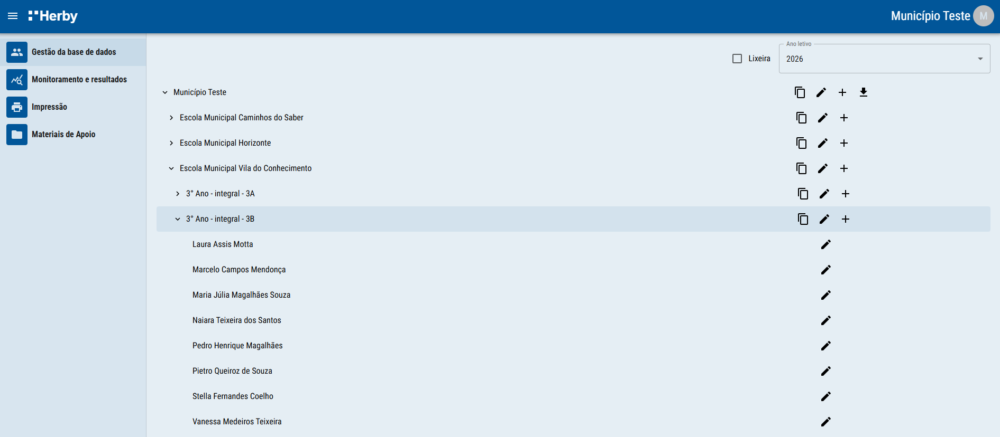 Herby
Município Teste
M
Gestão da base de dados
Monitoramento e resultados
Impressão
Materiais de Apoio
Lixeira
Ano letivo
2026
Município Teste
Escola Municipal Caminhos do Saber
Escola Municipal Horizonte
Escola Municipal Vila do Conhecimento
3° Ano - integral - 3A
3° Ano - integral - 3B
Laura Assis Motta
Marcelo Campos Mendonça
Maria Júlia Magalhães Souza
Naiara Teixeira dos Santos
Pedro Henrique Magalhães
Pietro Queiroz de Souza
Stella Fernandes Coelho
Vanessa Medeiros Teixeira